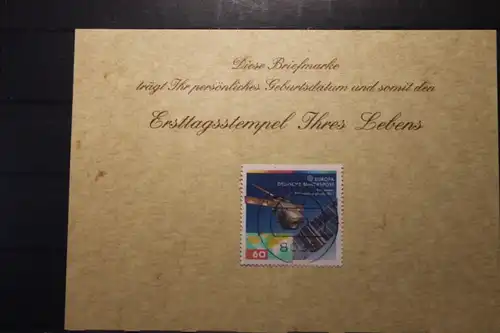 Diese Briefmarke
trägt Ihr persönliches Geburtsdatum und somit den
Ersttagsstempel Ihres Lebens
EUROPA
DEUTSCHE BUNDESPOST
60